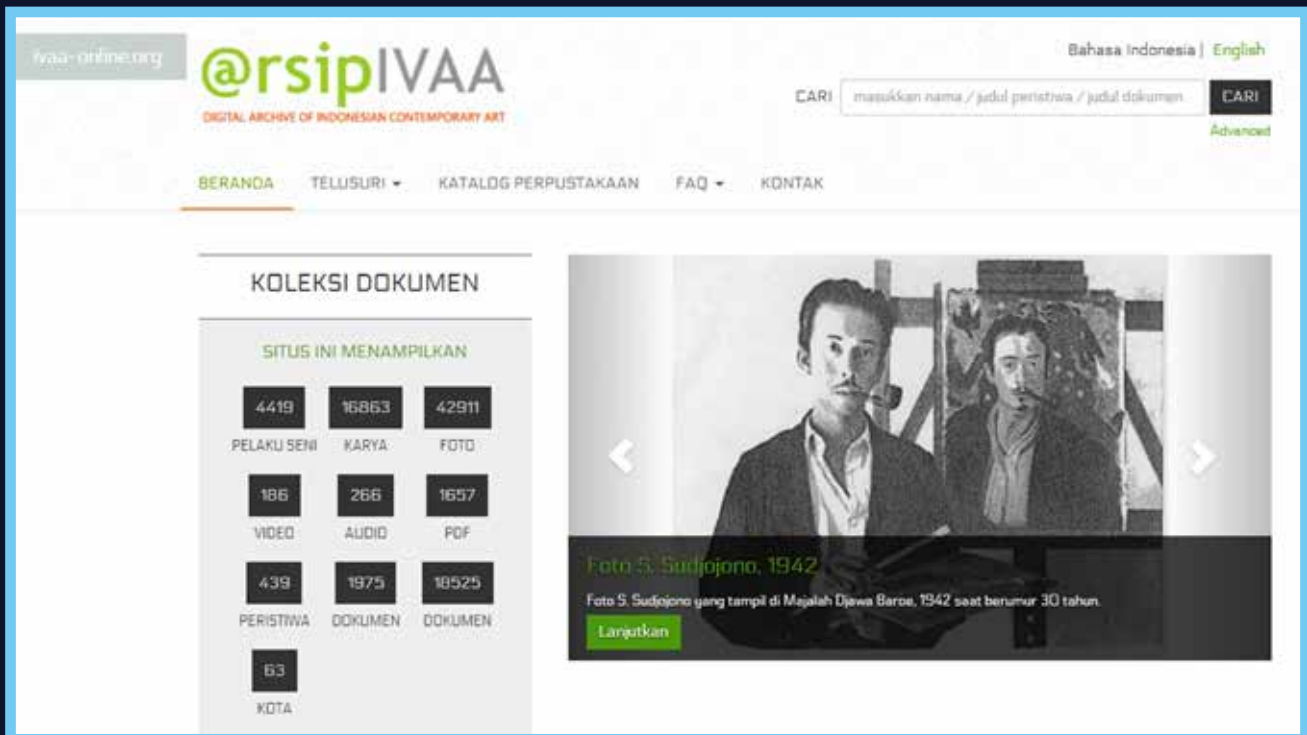 ivaa-online.org
@rsipIVAA
DIGITAL ARCHIVE OF INDONESIAN CONTEMPORARY ART
Bahasa Indonesia | English
CARI masukkan nama / judul peristiwa / judul dokumen CARI
Advanced
BERANDA TELUSURI KATALOG PERPUSTAKAAN FAQ KONTAK
KOLEKSI DOKUMEN
SITUS INI MENAMPILKAN
4419 16863 42911
PELAKU SENI KARYA FOTO
186 266 1657
VIDEO AUDIO PDF
439 1975 18525
PERISTIWA DOKUMEN DOKUMEN
63
KOTA
Foto S. Sudjojono, 1942
Foto S. Sudjojono yang tampil di Majalah Djawa Baroe, 1942 saat berumur 30 tahun.
Lanjutkan